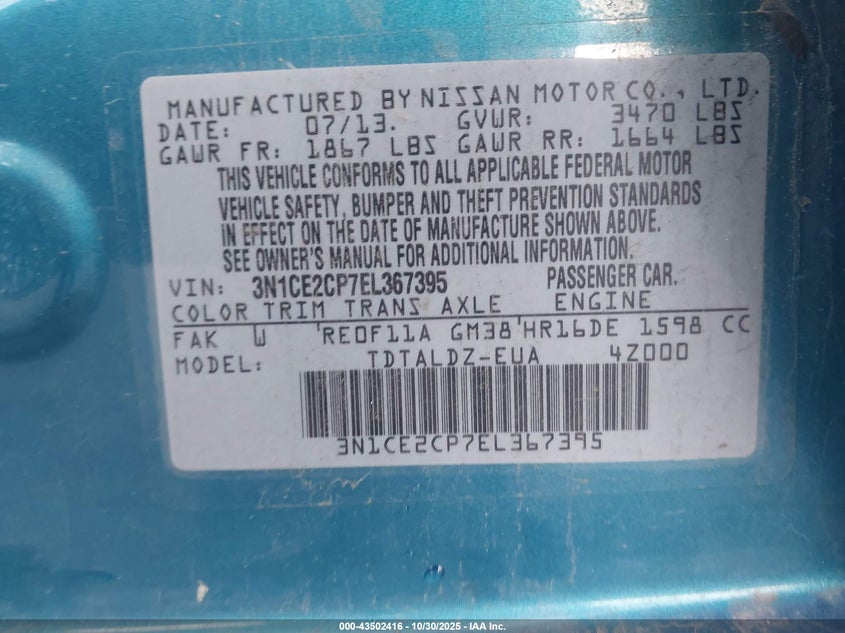 MANUFACTURED BY NISSAN MOTOR CO., LTD.
DATE: 07/13. GVWR: 3470 LBS
GAWR FR: 1867 LBS GAWR RR: 1664 LBS
THIS VEHICLE CONFORMS TO ALL APPLICABLE FEDERAL MOTOR
VEHICLE SAFETY, BUMPER AND THEFT PREVENTION STANDARDS
IN EFFECT ON THE DATE OF MANUFACTURE SHOWN ABOVE.
SEE OWNER'S MANUAL FOR ADDITIONAL INFORMATION.
VIN: 3N1CE2CP7EL367395 PASSENGER CAR.
COLOR TRIM TRANS AXLE ENGINE
FAK W 'RE0F11A GM38'HR16DE 1598 CC
MODEL: TDTALDZ-EUA 4Z000
3N1CE2CP7EL367395
000-43502416 - 10/30/2025 - IAA Inc.